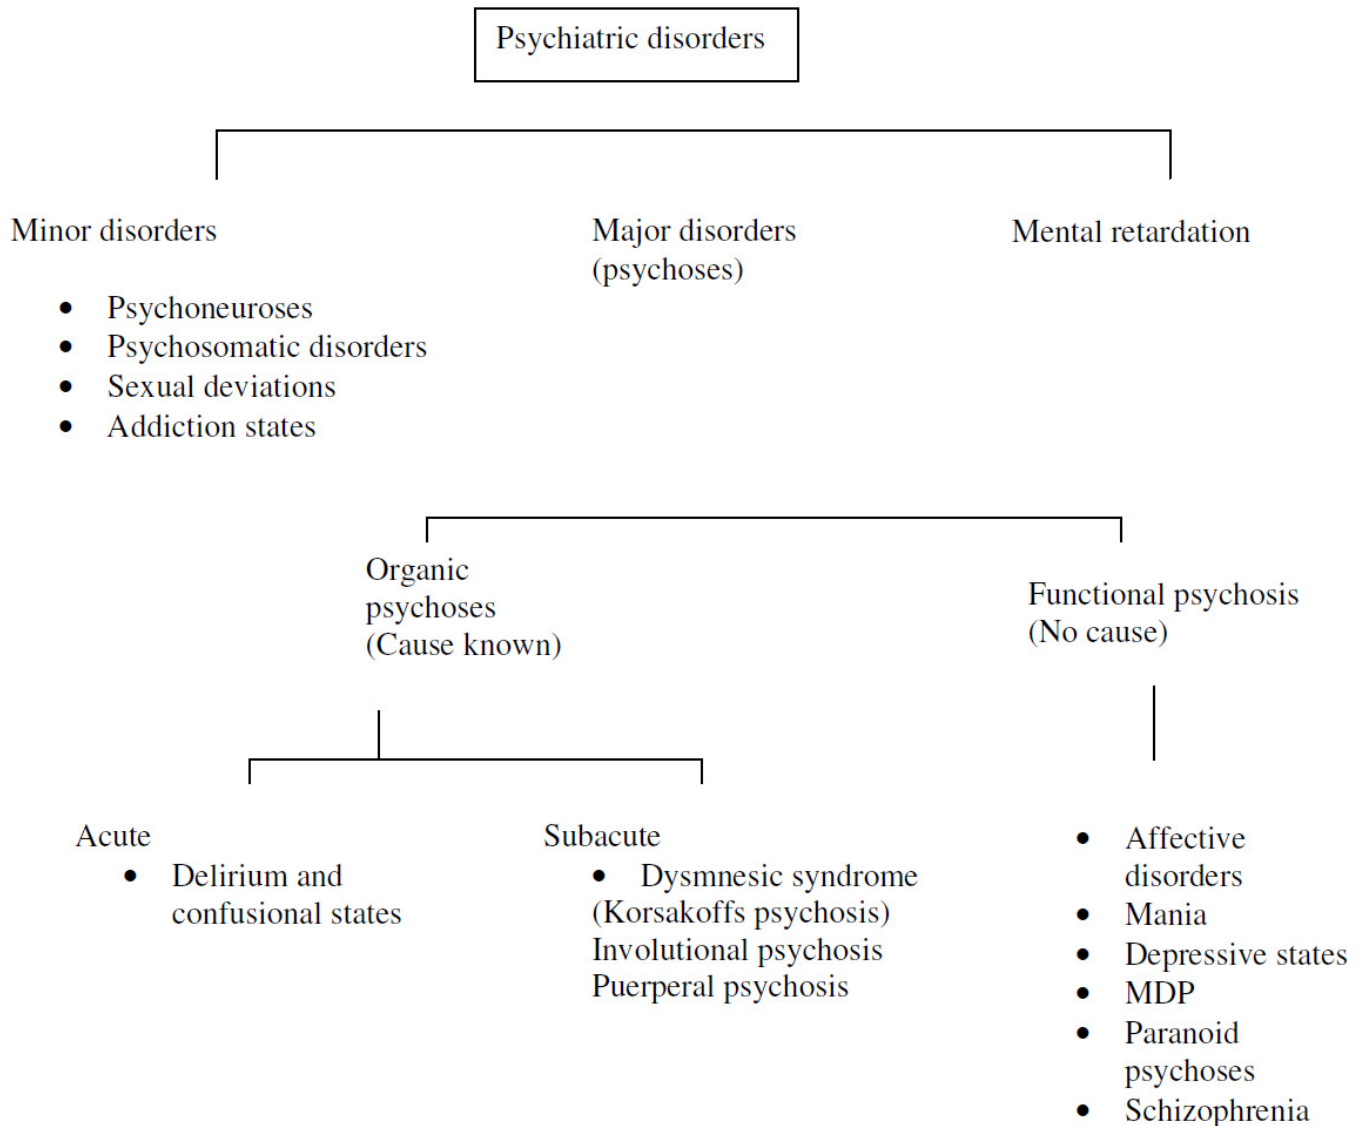 Psychiatric disorders
Minor disorders
• Psychoneuroses
• Psychosomatic disorders
• Sexual deviations
• Addiction states
Major disorders
(psychoses)
Mental retardation
Organic
psychoses
(Cause known)
Functional psychosis
(No cause)
Acute
• Delirium and
confusional states
Subacute
• Dysmnesic syndrome
(Korsakoffs psychosis)
Involutional psychosis
Puerperal psychosis
• Affective
disorders
• Mania
• Depressive states
• MDP
• Paranoid
psychoses
• Schizophrenia